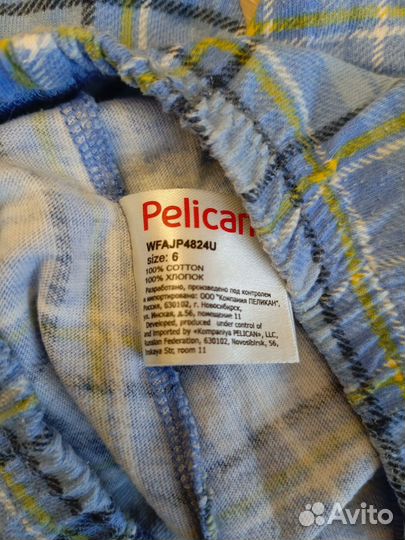 Pelican
WFAJP4824U
size: 6
100% COTTON
100% ХЛОПОК
Разработано, произведено под контролем
и импортировано: ООО "Компания ПЕЛИКАН",
Россия, 630102, г. Новосибирск,
ул. Инская, д.56, помещение 11
Developed, produced under control of
and imported by «Kompaniya PELICAN», LLC,
Russian Federation, 630102, Novosibirsk, 56,
Inskaya Str, room 11
Avito